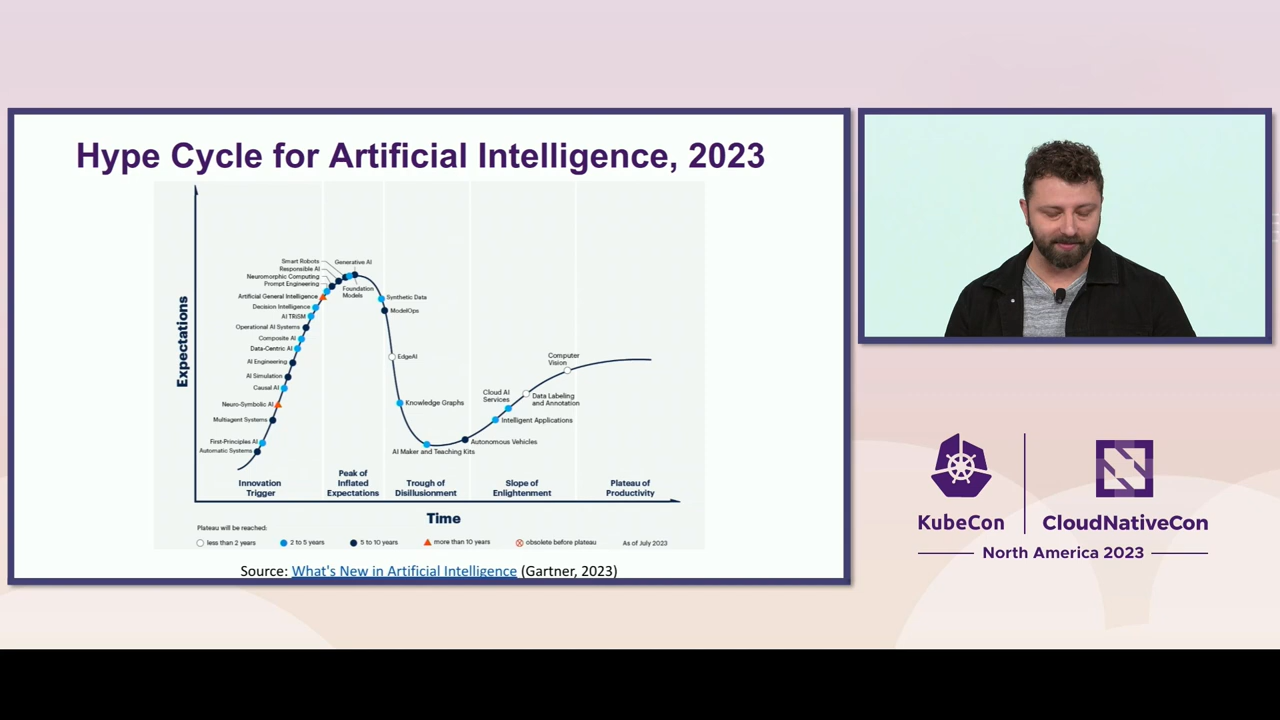 Hype Cycle for Artificial Intelligence, 2023
Expectations
Smart Robots
Responsible AI
Neuromorphic Computing
Prompt Engineering
Artificial General Intelligence
Decision Intelligence
AI TRiSM
Operational AI Systems
Composite AI
Data-Centric AI
AI Engineering
AI Simulation
Causal AI
Neuro-Symbolic AI
Multiagent Systems
First-Principles AI
Automatic Systems
Generative AI
Foundation
Models
Synthetic Data
ModelOps
EdgeAI
Knowledge Graphs
AI Maker and Teaching Kits
Autonomous Vehicles
Intelligent Applications
Cloud AI
Services
Data Labeling
and Annotation
Computer
Vision
Innovation
Trigger
Peak of
Inflated
Expectations
Trough of
Disillusionment
Slope of
Enlightenment
Plateau of
Productivity
Time
Plateau will be reached:
less than 2 years
2 to 5 years
5 to 10 years
more than 10 years
obsolete before plateau
As of July 2023
Source: What's New in Artificial Intelligence (Gartner, 2023)
KubeCon
CloudNativeCon
North America 2023